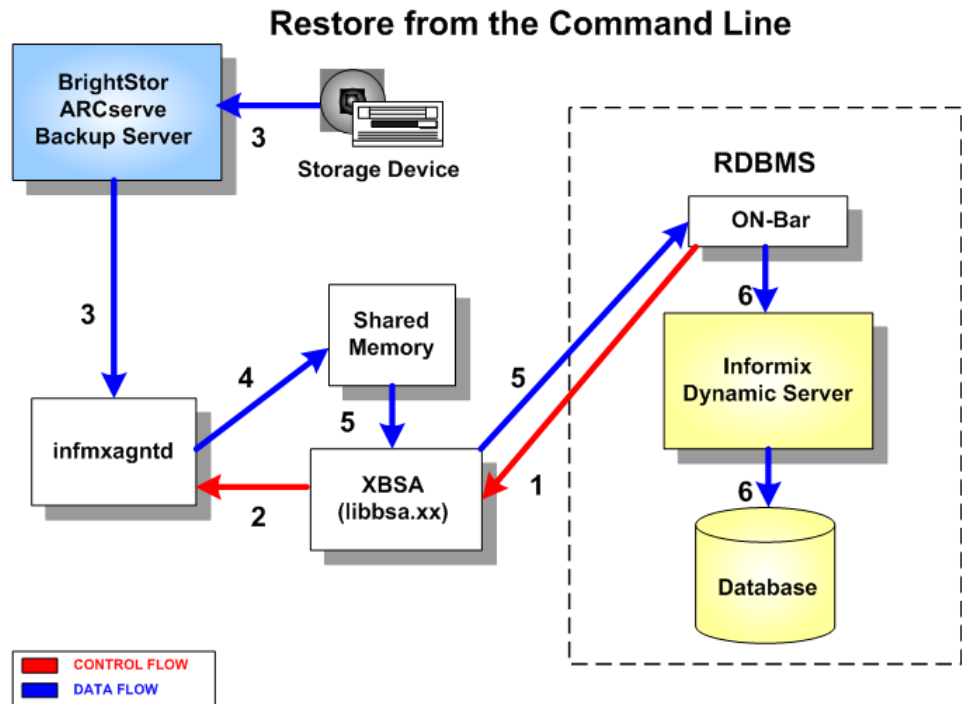 Restore from the Command Line
BrightStor
ARCserve
Backup Server
3
Storage Device
RDBMS
ON-Bar
6
3
Shared
Memory
Informix
Dynamic Server
4
5
5
infmxagntd
XBSA
(libbsa.xx)
1
2
6
Database
CONTROL FLOW
DATA FLOW